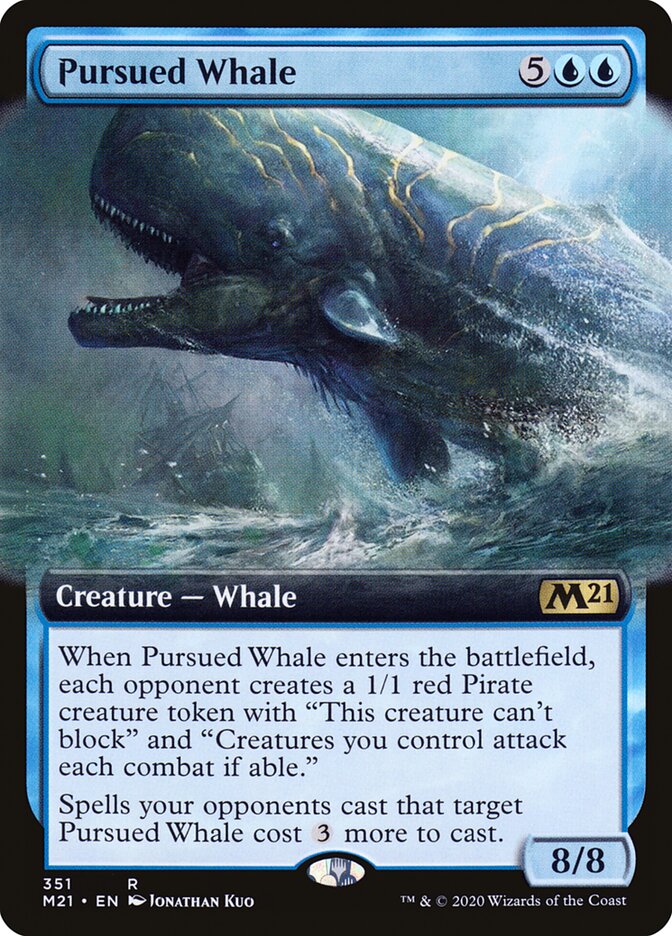 Pursued Whale 5
Creature — Whale M21
When Pursued Whale enters the battlefield,
each opponent creates a 1/1 red Pirate
creature token with “This creature can’t
block” and “Creatures you control attack
each combat if able.”
Spells your opponents cast that target
Pursued Whale cost 3 more to cast.
8/8
351 R
M21 • EN Jonathan Kuo ™ & © 2020 Wizards of the Coast